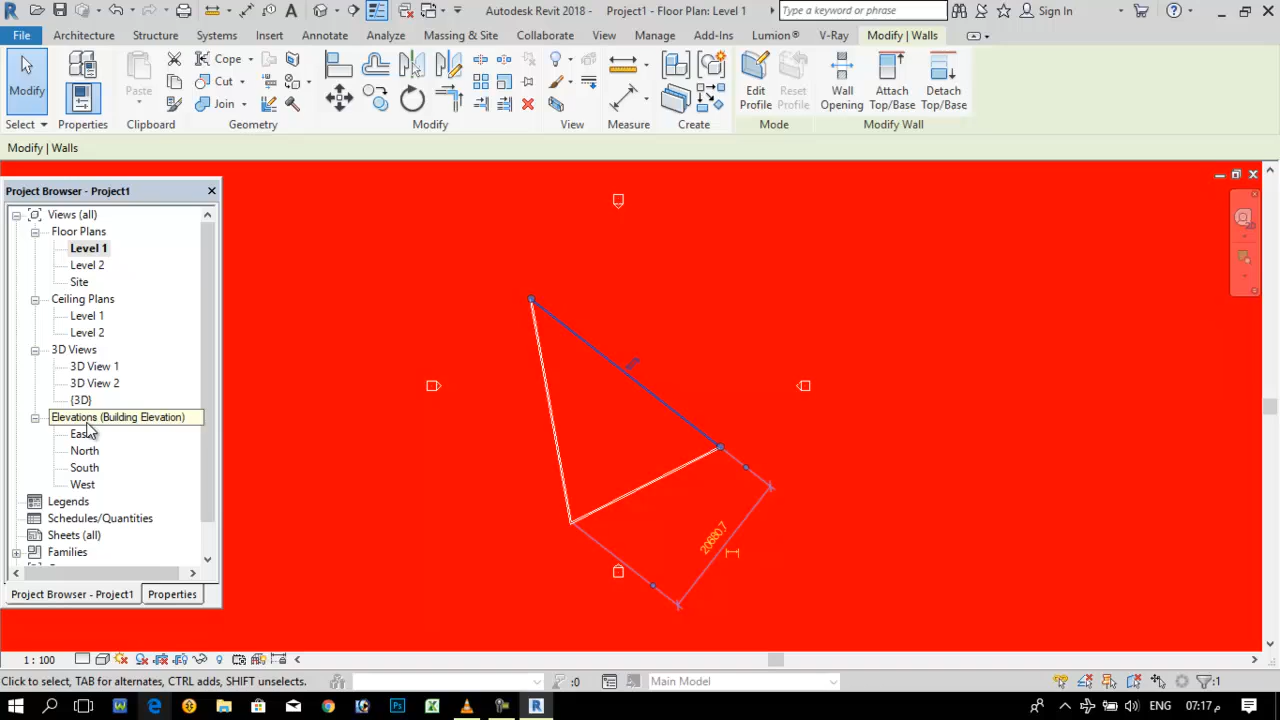 Autodesk Revit 2018 - Project1 - Floor Plan: Level 1
Type a keyword or phrase
Sign In
File Architecture Structure Systems Insert Annotate Analyze Massing & Site Collaborate View Manage Add-Ins Lumion® V-Ray Modify | Walls
Modify
Select
Properties
Paste
Clipboard
Cope
Cut
Join
Geometry
Modify
View
Measure
Create
Edit Profile
Reset Profile
Mode
Wall Opening
Attach Top/Base
Detach Top/Base
Modify Wall
Modify | Walls
Project Browser - Project1
Views (all)
Floor Plans
Level 1
Level 2
Site
Ceiling Plans
Level 1
Level 2
3D Views
3D View 1
3D View 2
{3D}
Elevations (Building Elevation)
North
South
West
Legends
Schedules/Quantities
Sheets (all)
Families
Project Browser - Project1
Properties
20680,7
1 : 100
Click to select, TAB for alternates, CTRL adds, SHIFT unselects.
:0
Main Model
:1
ENG
07:17 م